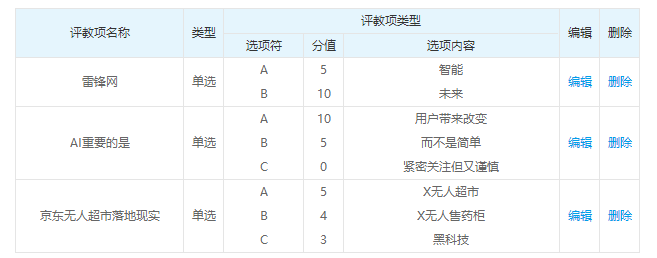 评教项名称 类型 评教项类型 编辑 删除
选项符 分值 选项内容
雷锋网 单选 A 5 智能 编辑 删除
B 10 未来
AI重要的是 单选 A 10 用户带来改变 编辑 删除
B 5 而不是简单
C 0 紧密关注但又谨慎
京东无人超市落地现实 单选 A 5 X无人超市 编辑 删除
B 4 X无人售药柜
C 3 黑科技